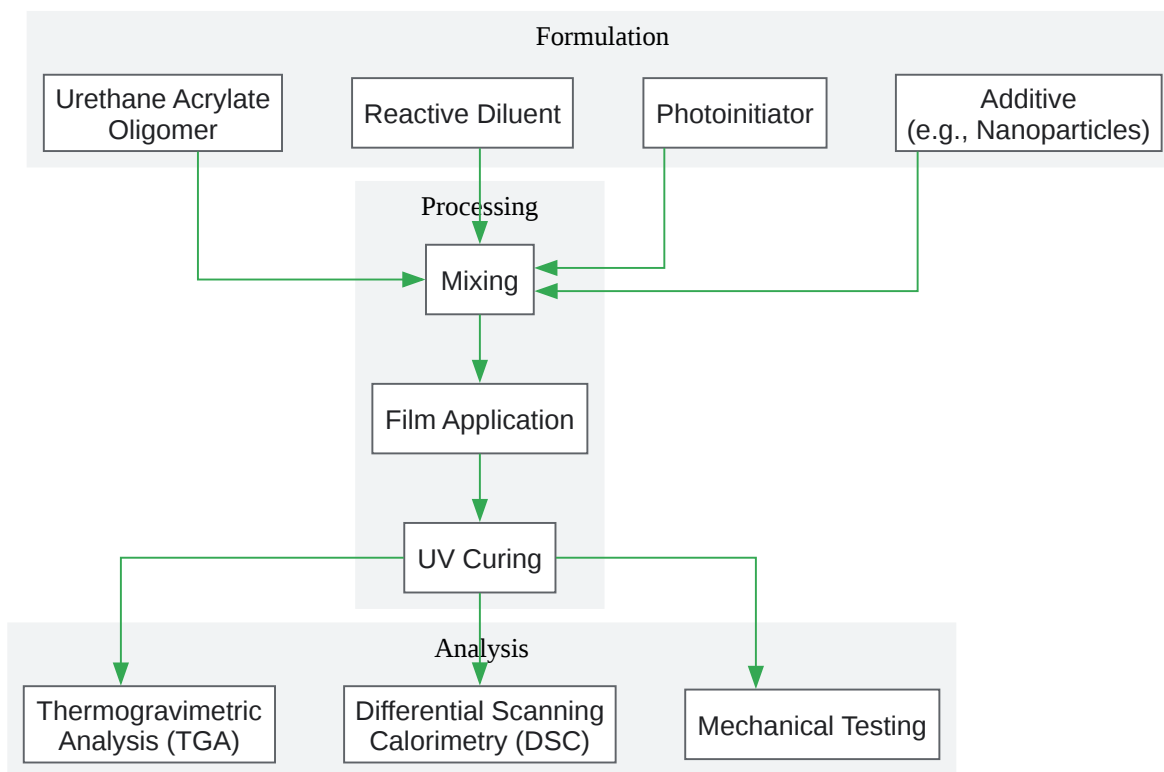 Formulation
Urethane Acrylate
Oligomer
Reactive Diluent
Photoinitiator
Additive
(e.g., Nanoparticles)
Processing
Mixing
Film Application
UV Curing
Analysis
Thermogravimetric
Analysis (TGA)
Differential Scanning
Calorimetry (DSC)
Mechanical Testing